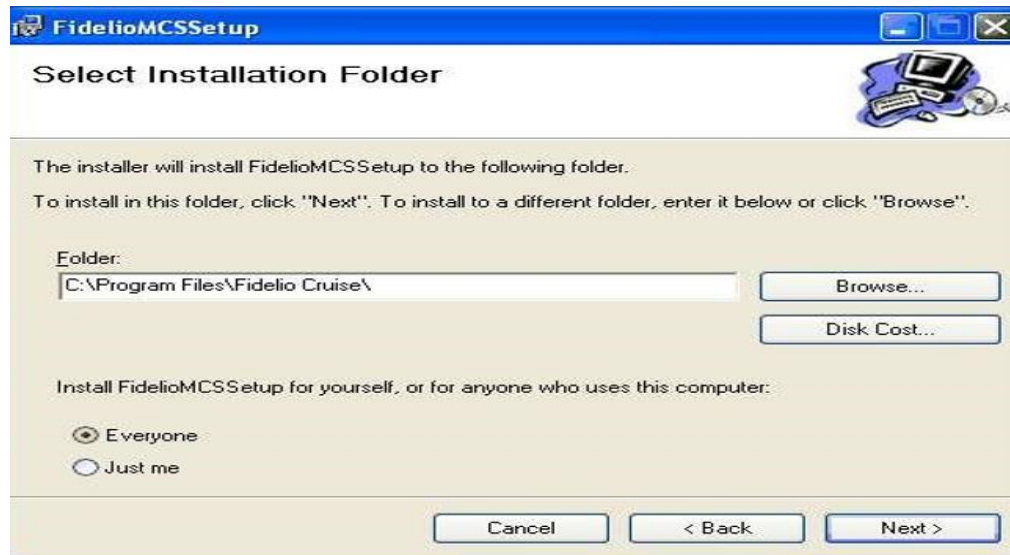 FidelioMCSSetup
Select Installation Folder
The installer will install FidelioMCSSetup to the following folder.
To install in this folder, click "Next". To install to a different folder, enter it below or click "Browse".
Folder:
C:\Program Files\Fidelio Cruise\
Browse...
Disk Cost...
Install FidelioMCSSetup for yourself, or for anyone who uses this computer:
Everyone
Just me
Cancel
< Back
Next >